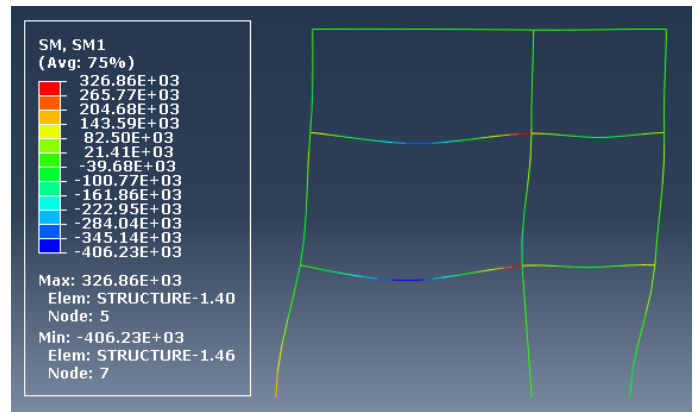 SM, SM1
(Avg: 75%)
326.86E+03
265.77E+03
204.68E+03
143.59E+03
82.50E+03
21.41E+03
-39.68E+03
-100.77E+03
-161.86E+03
-222.95E+03
-284.04E+03
-345.14E+03
-406.23E+03
Max: 326.86E+03
Elem: STRUCTURE-1.40
Node: 5
Min: -406.23E+03
Elem: STRUCTURE-1.46
Node: 7